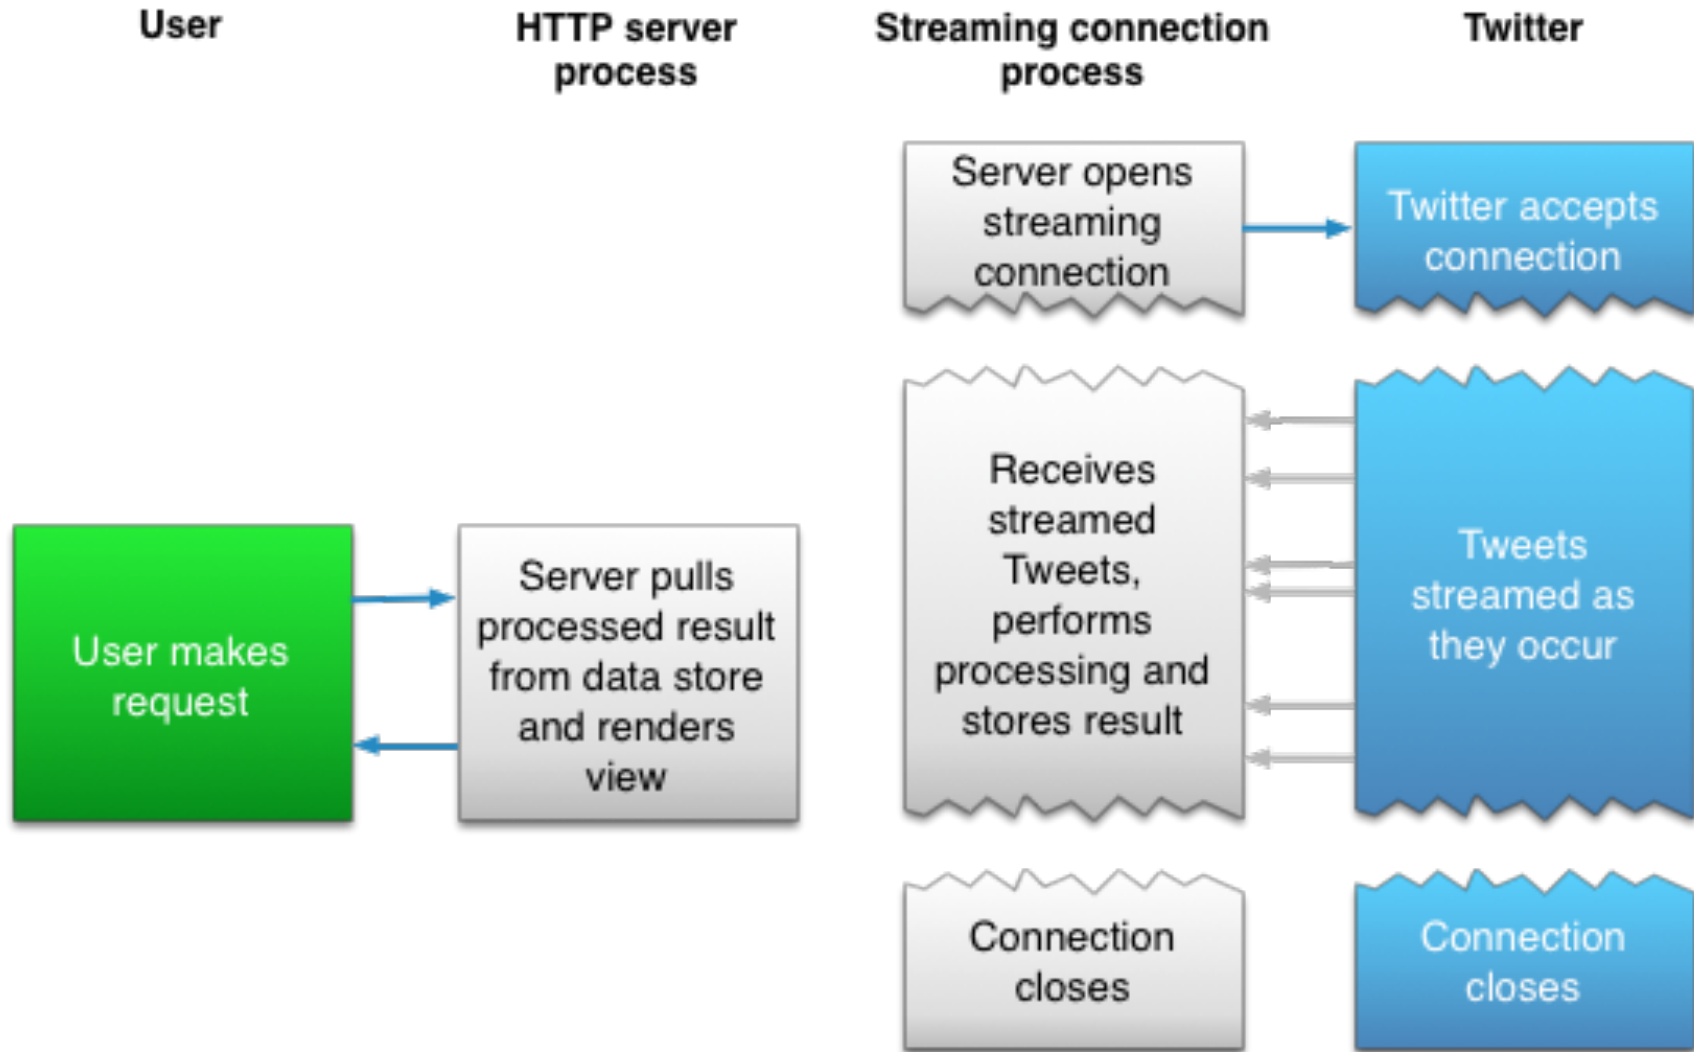 User
HTTP server
process
Streaming connection
process
Twitter
Server opens
streaming
connection
Twitter accepts
connection
User makes
request
Server pulls
processed result
from data store
and renders
view
Receives
streamed
Tweets,
performs
processing and
stores result
Tweets
streamed as
they occur
Connection
closes
Connection
closes